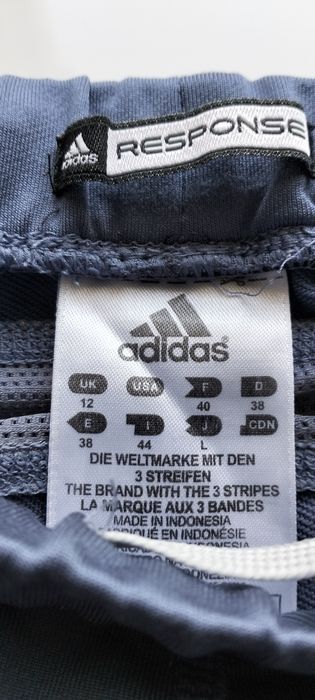 adidas RESPONSE
adidas
UK USA F D
12 40 38
E I J CDN
38 44 L
DIE WELTMARKE MIT DEN
3 STREIFEN
THE BRAND WITH THE 3 STRIPES
LA MARQUE AUX 3 BANDES
MADE IN INDONESIA
FABRIQUÉ EN INDONÉSIE